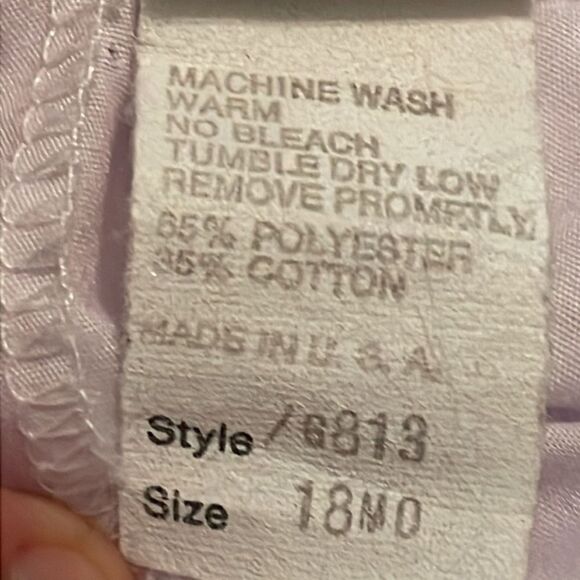 MACHINE WASH
WARM
NO BLEACH
TUMBLE DRY LOW
REMOVE PROMPTLY
65% POLYESTER
35% COTTON
MADE IN U.S.A.
Style /6813
Size 18MO